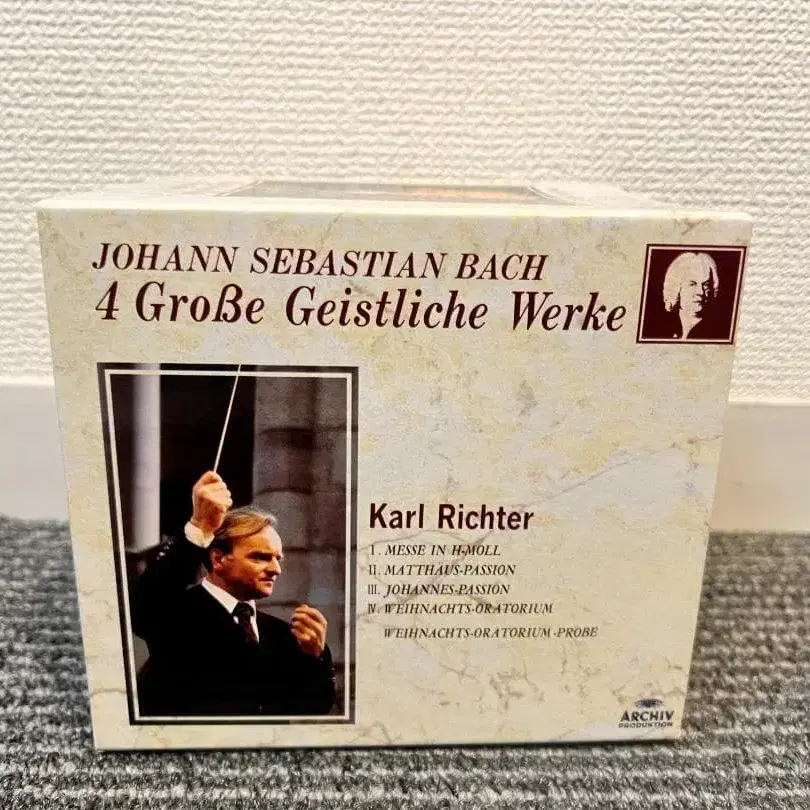 JOHANN SEBASTIAN BACH
4 Große Geistliche Werke
Karl Richter
I. MESSE IN H-MOLL
II. MATTHÄUS-PASSION
III. JOHANNES-PASSION
IV. WEIHNACHTS-ORATORIUM
WEIHNACHTS-ORATORIUM-PROBE
ARCHIV
PRODUKTION